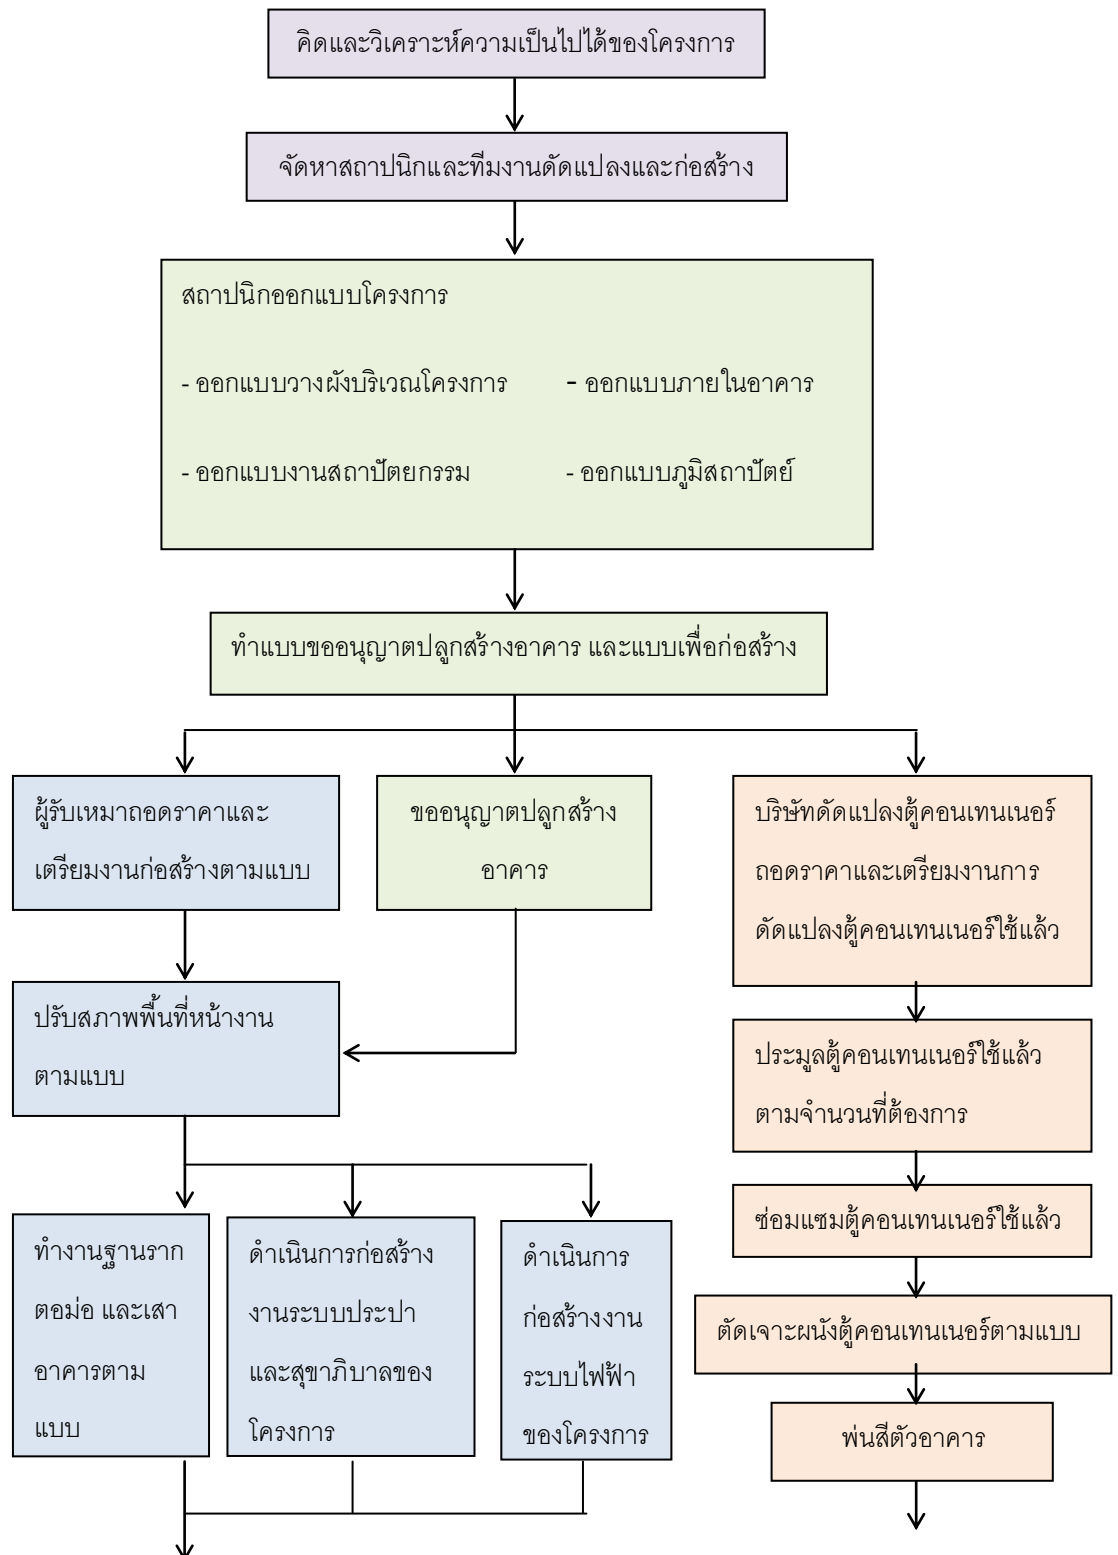 คิดและวิเคราะห์ความเป็นไปได้ของโครงการ
จัดหาสถาปนิกและทีมงานดัดแปลงและก่อสร้าง
สถาปนิกออกแบบโครงการ
- ออกแบบวางผังบริเวณโครงการ - ออกแบบภายในอาคาร
- ออกแบบงานสถาปัตยกรรม - ออกแบบภูมิสถาปัตย์
ทำแบบขออนุญาตปลูกสร้างอาคาร และแบบเพื่อก่อสร้าง
ผู้รับเหมาถอดราคาและ
เตรียมงานก่อสร้างตามแบบ
ขออนุญาตปลูกสร้าง
อาคาร
บริษัทดัดแปลงตู้คอนเทนเนอร์
ถอดราคาและเตรียมงานการ
ดัดแปลงตู้คอนเทนเนอร์ใช้แล้ว
ปรับสภาพพื้นที่หน้างาน
ตามแบบ
ประมูลตู้คอนเทนเนอร์ใช้แล้ว
ตามจำนวนที่ต้องการ
ซ่อมแซมตู้คอนเทนเนอร์ใช้แล้ว
ทำงานฐานราก
ตอม่อ และเสา
อาคารตาม
แบบ
ดำเนินการก่อสร้าง
งานระบบประปา
และสุขาภิบาลของ
โครงการ
ดำเนินการ
ก่อสร้างงาน
ระบบไฟฟ้า
ของโครงการ
ตัดเจาะผนังตู้คอนเทนเนอร์ตามแบบ
พ่นสีตัวอาคาร